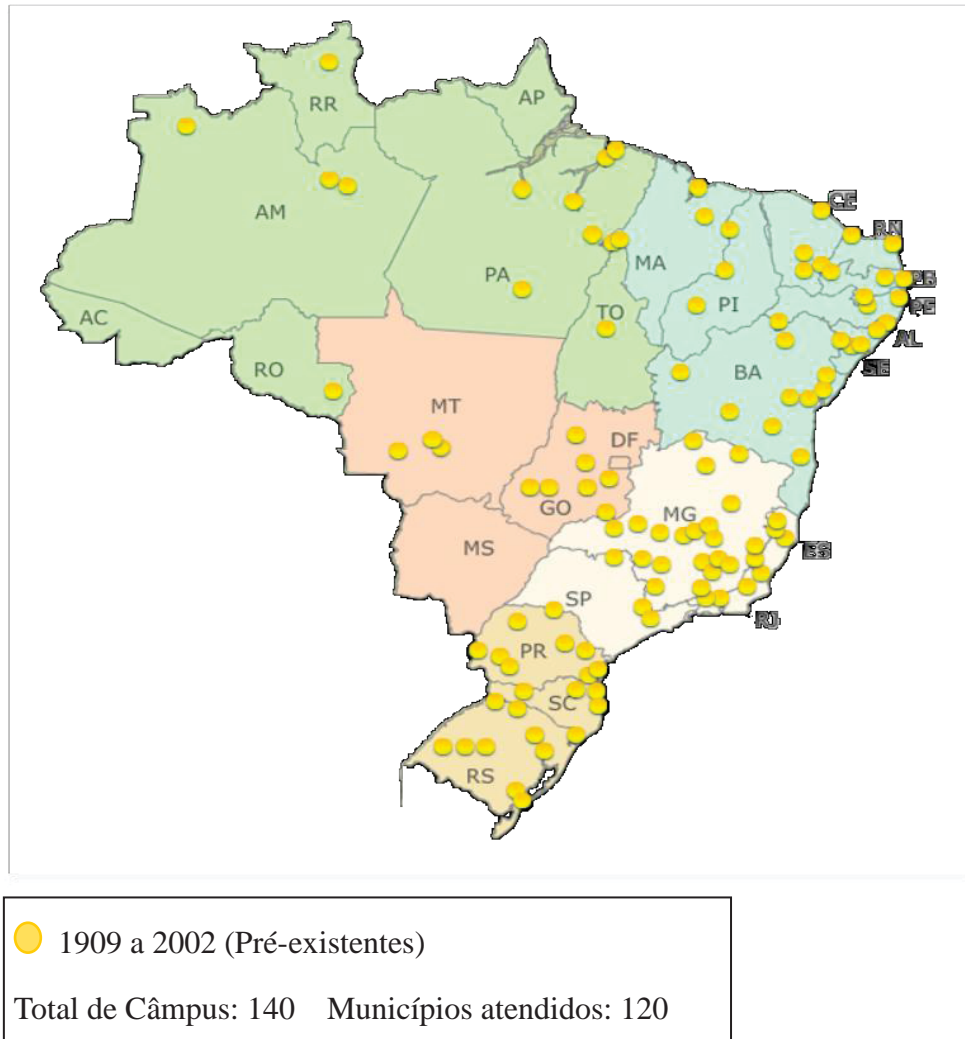 RR
AP
AM
PA
MA
CE
RN
PB
PE
AL
SE
PI
TO
AC
RO
BA
MT
DF
GO
MG
MS
ES
SP
RJ
PR
SC
RS
1909 a 2002 (Pré-existentes)
Total de Câmpus: 140 Municípios atendidos: 120